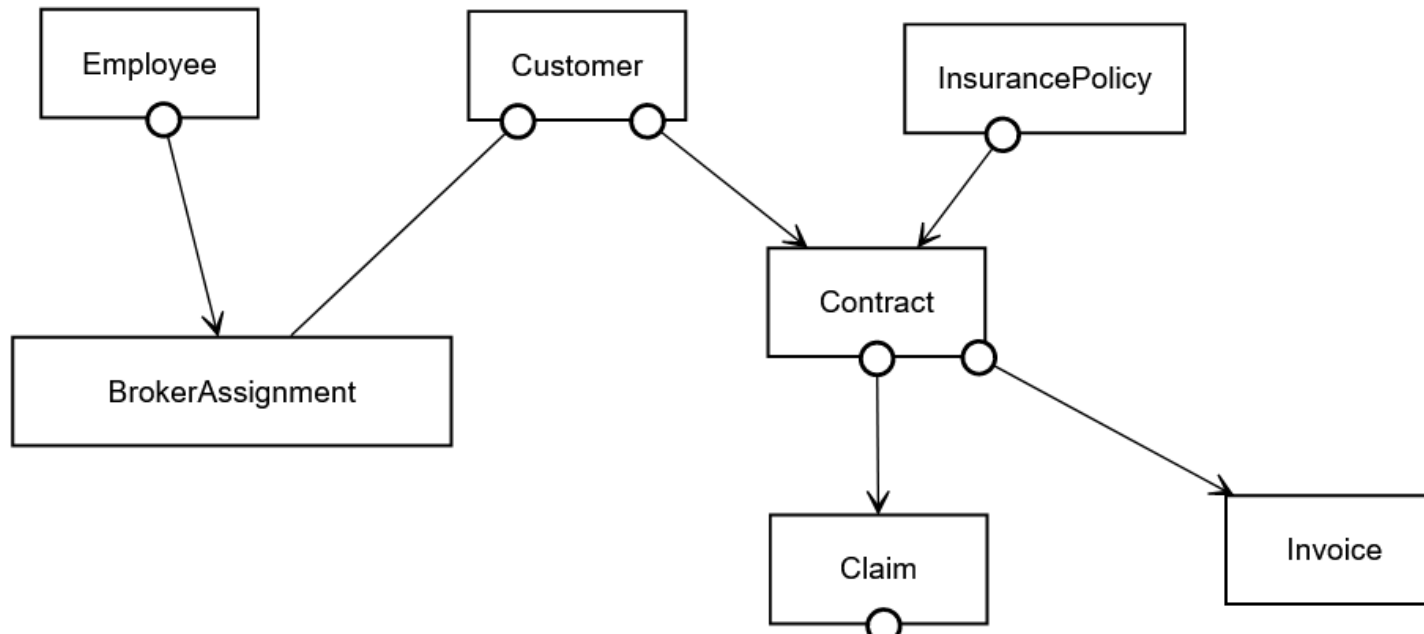 Employee
Customer
InsurancePolicy
Contract
BrokerAssignment
Claim
Invoice